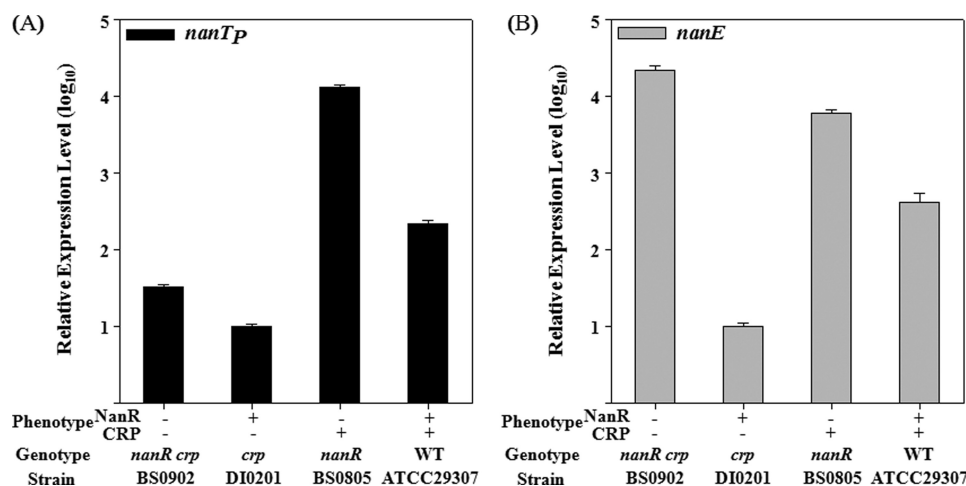 (A)
nanTP
Relative Expression Level (log10)
5
4
3
2
1
Phenotype NanR - + - +
CRP - - + +
Genotype nanR crp crp nanR WT
Strain BS0902 DI0201 BS0805 ATCC29307
(B)
nanE
Relative Expression Level (log10)
5
4
3
2
1
Phenotype NanR - + - +
CRP - - + +
Genotype nanR crp crp nanR WT
Strain BS0902 DI0201 BS0805 ATCC29307